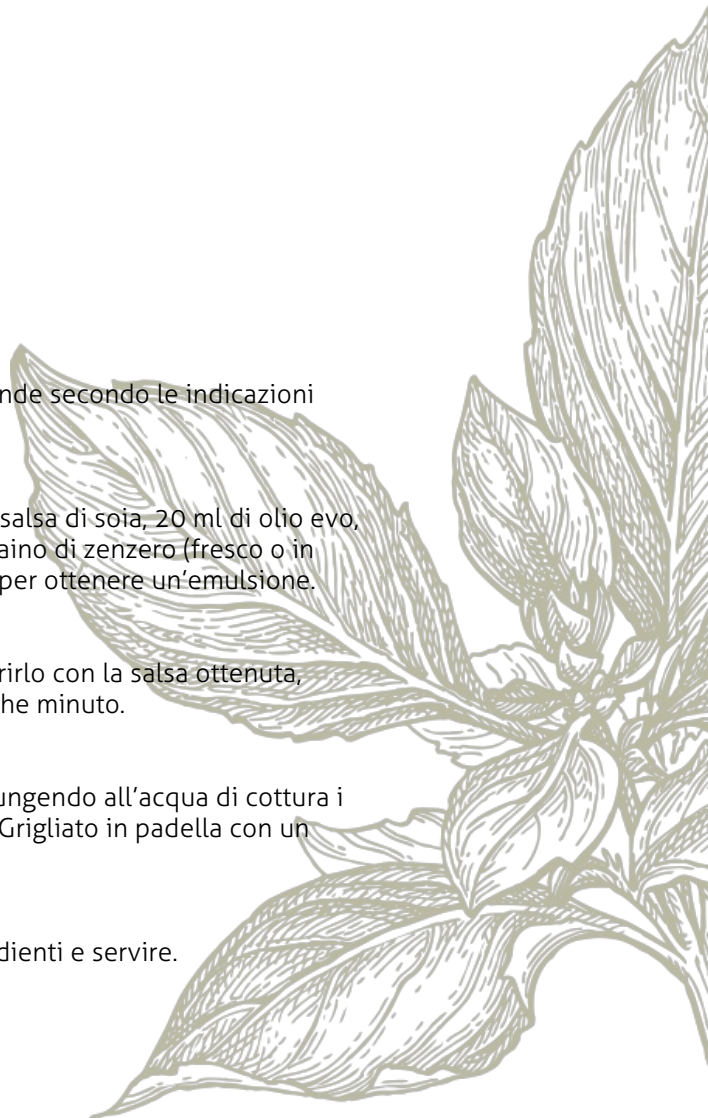 nde secondo le indicazioni
salsa di soia, 20 ml di olio evo,
aino di zenzero (fresco o in
per ottenere un’emulsione.
rirlo con la salsa ottenuta,
he minuto.
ungendo all’acqua di cottura i
Grigliato in padella con un
dienti e servire.